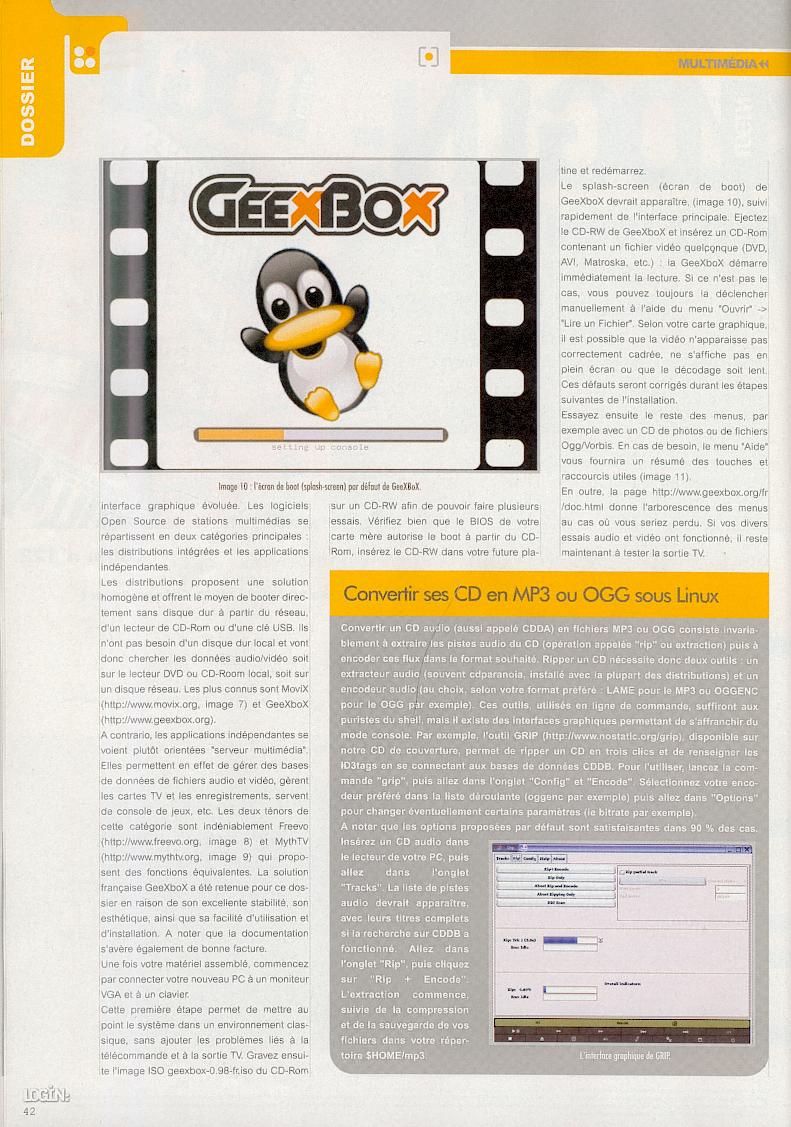 DOSSIER
MULTIMÉDIA
GEEXBOX
setting up console
Image 10 : l'écran de boot (splash-screen) par défaut de GeeXBoX.
interface graphique évoluée. Les logiciels
Open Source de stations multimédias se
répartissent en deux catégories principales :
les distributions intégrées et les applications
indépendantes.
Les distributions proposent une solution
homogène et offrent le moyen de booter direc-
tement sans disque dur à partir du réseau,
d'un lecteur de CD-Rom ou d'une clé USB. Ils
n'ont pas besoin d'un disque dur local et vont
donc chercher les données audio/vidéo soit
sur le lecteur DVD ou CD-Room local, soit sur
un disque réseau. Les plus connus sont MoviX
(http://www.movix.org, image 7) et GeeXboX
(http://www.geexbox.org).
A contrario, les applications indépendantes se
voient plutôt orientées "serveur multimédia".
Elles permettent en effet de gérer des bases
de données de fichiers audio et vidéo, gèrent
les cartes TV et les enregistrements, servent
de console de jeux, etc. Les deux ténors de
cette catégorie sont indéniablement Freevo
(http://www.freevo.org, image 8) et MythTV
(http://www.mythtv.org, image 9) qui propo-
sent des fonctions équivalentes. La solution
française GeeXboX a été retenue pour ce dos-
sier en raison de son excellente stabilité, son
esthétique, ainsi que sa facilité d'utilisation et
d'installation. A noter que la documentation
s'avère également de bonne facture.
Une fois votre matériel assemblé, commencez
par connecter votre nouveau PC à un moniteur
VGA et à un clavier.
Cette première étape permet de mettre au
point le système dans un environnement clas-
sique, sans ajouter les problèmes liés à la
télécommande et à la sortie TV. Gravez ensui-
te l'image ISO geexbox-0.98-fr.iso du CD-Rom
sur un CD-RW afin de pouvoir faire plusieurs
essais. Vérifiez bien que le BIOS de votre
carte mère autorise le boot à partir du CD-
Rom, insérez le CD-RW dans votre future pla-
tine et redémarrez.
Le splash-screen (écran de boot) de
GeeXboX devrait apparaître, (image 10), suivi
rapidement de l'interface principale. Ejectez
le CD-RW de GeeXboX et insérez un CD-Rom
contenant un fichier vidéo quelconque (DVD,
AVI, Matroska, etc.) : la GeeXboX démarre
immédiatement la lecture. Si ce n'est pas le
cas, vous pouvez toujours la déclencher
manuellement à l'aide du menu "Ouvrir" ->
"Lire un Fichier". Selon votre carte graphique,
il est possible que la vidéo n'apparaisse pas
correctement cadrée, ne s'affiche pas en
plein écran ou que le décodage soit lent.
Ces défauts seront corrigés durant les étapes
suivantes de l'installation.
Essayez ensuite le reste des menus, par
exemple avec un CD de photos ou de fichiers
Ogg/Vorbis. En cas de besoin, le menu "Aide"
vous fournira un résumé des touches et
raccourcis utiles (image 11).
En outre, la page http://www.geexbox.org/fr
/doc.html donne l'arborescence des menus
au cas où vous seriez perdu. Si vos divers
essais audio et vidéo ont fonctionné, il reste
maintenant à tester la sortie TV.
Convertir ses CD en MP3 ou OGG sous Linux
Convertir un CD audio (aussi appelé CDDA) en fichiers MP3 ou OGG consiste invaria-
blement à extraire les pistes audio du CD (opération appelée "rip" ou extraction) puis à
encoder ces flux dans le format souhaité. Ripper un CD nécessite donc deux outils : un
extracteur audio (souvent cdparanoia, installé avec la plupart des distributions) et un
encodeur audio (au choix, selon votre format préféré : LAME pour le MP3 ou OGGENC
pour le OGG par exemple). Ces outils, utilisés en ligne de commande, suffiront aux
puristes du shell, mais il existe des interfaces graphiques permettant de s'affranchir du
mode console. Par exemple, l'outil GRIP (http://www.nostatic.org/grip), disponible sur
notre CD de couverture, permet de ripper un CD en trois clics et de renseigner les
ID3tags en se connectant aux bases de données CDDB. Pour l'utiliser, lancez la com-
mande "grip", puis allez dans l'onglet "Config" et "Encode". Sélectionnez votre enco-
deur préféré dans la liste déroulante (oggenc par exemple) puis allez dans "Options"
pour changer éventuellement certains paramètres (le bitrate par exemple).
A noter que les options proposées par défaut sont satisfaisantes dans 90 % des cas.
Insérez un CD audio dans
le lecteur de votre PC, puis
allez dans l'onglet
"Tracks". La liste de pistes
audio devrait apparaître,
avec leurs titres complets
si la recherche sur CDDB a
fonctionné. Allez dans
l'onglet "Rip", puis cliquez
sur "Rip + Encode".
L'extraction commence,
suivie de la compression
et de la sauvegarde de vos
fichiers dans votre réper-
toire $HOME/mp3.
Grip
Tracks Rip Config Help About
Rip+Encode
Rip Only
Abort Rip and Encode
Abort Ripping Only
DDJ Scan
Rip partial track
Overall indicators:
Enc: Idle
Enc: Idle
L'interface graphique de GRIP.
LOGIN:
42